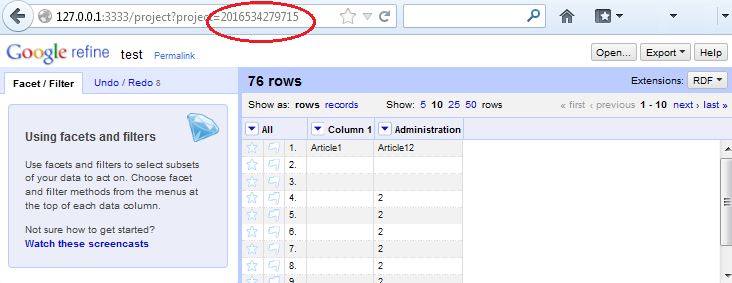 127.0.0.1:3333/project?project=2016534279715
Google refine test Permalink Open... Export Help
Facet / Filter Undo / Redo 8 76 rows Extensions: RDF
Show as: rows records Show: 5 10 25 50 rows « first ‹ previous 1 - 10 next › last »
Using facets and filters
Use facets and filters to select subsets
of your data to act on. Choose facet
and filter methods from the menus at
the top of each data column.
Not sure how to get started?
Watch these screencasts
All Column 1 Administration
1. Article1 Article12
2.
3.
4. 2
5. 2
6. 2
7. 2
8. 2
9. 2